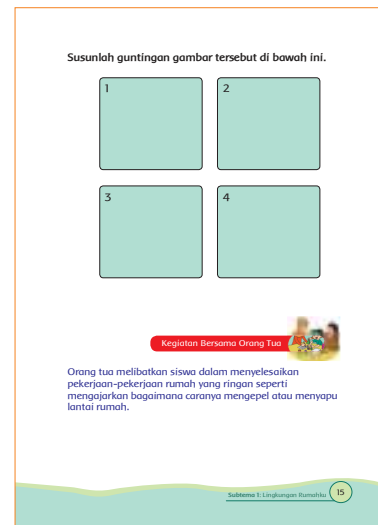 Susunlah guntingan gambar tersebut di bawah ini.
1
2
3
4
Kegiatan Bersama Orang Tua
Orang tua melibatkan siswa dalam menyelesaikan
pekerjaan-pekerjaan rumah yang ringan seperti
mengajarkan bagaimana caranya mengepel atau menyapu
lantai rumah.
Subtema 1: Lingkungan Rumahku
15